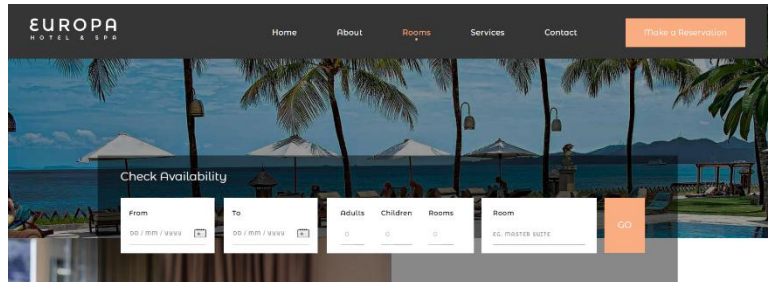 EUROPA
HOTEL & SPA
Home About Rooms Services Contact Make a Reservation
Check Availability
From To Adults Children Rooms Room
DD / MM / YYYY DD / MM / YYYY 0 0 0 EG. MASTER SUITE GO